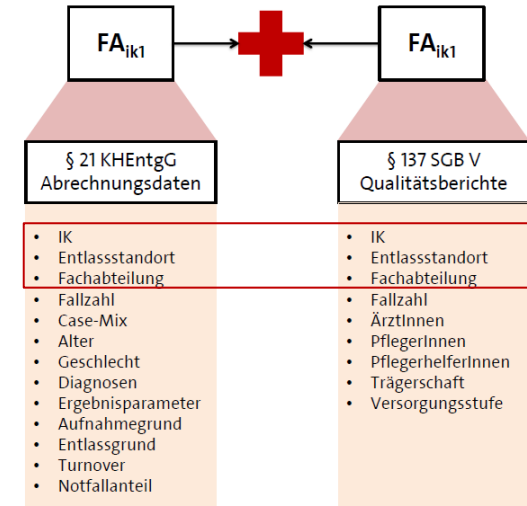 FAik1
FAik1
§ 21 KHEntgG
Abrechnungsdaten
§ 137 SGB V
Qualitätsberichte
• IK
• Entlassstandort
• Fachabteilung
• Fallzahl
• Case-Mix
• Alter
• Geschlecht
• Diagnosen
• Ergebnisparameter
• Aufnahmegrund
• Entlassgrund
• Turnover
• Notfallanteil
• IK
• Entlassstandort
• Fachabteilung
• Fallzahl
• ÄrztInnen
• PflegerInnen
• PflegerhelferInnen
• Trägerschaft
• Versorgungsstufe